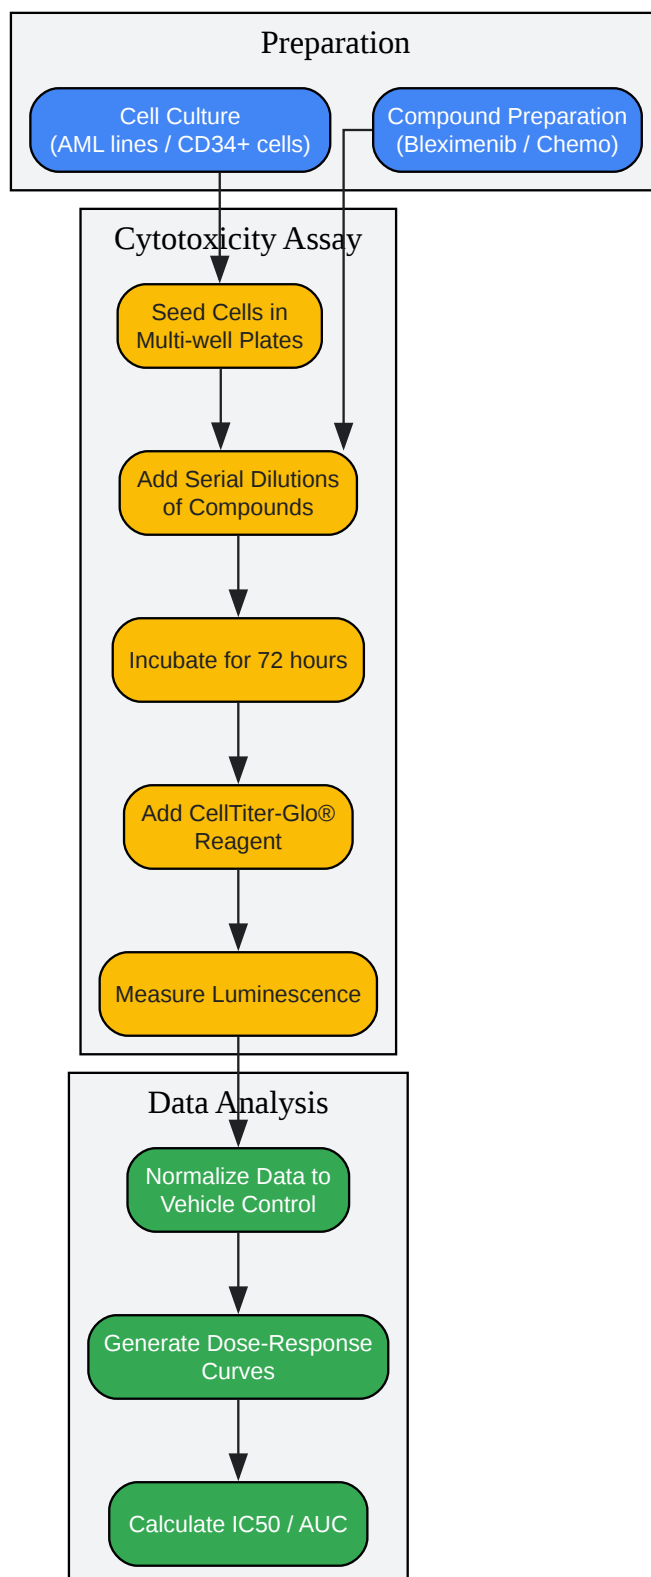 Preparation
Cell Culture
(AML lines / CD34+ cells)
Compound Preparation
(Bleximenib / Chemo)
Cytotoxicity Assay
Seed Cells in
Multi-well Plates
Add Serial Dilutions
of Compounds
Incubate for 72 hours
Add CellTiter-Glo®
Reagent
Measure Luminescence
Data Analysis
Normalize Data to
Vehicle Control
Generate Dose-Response
Curves
Calculate IC50 / AUC